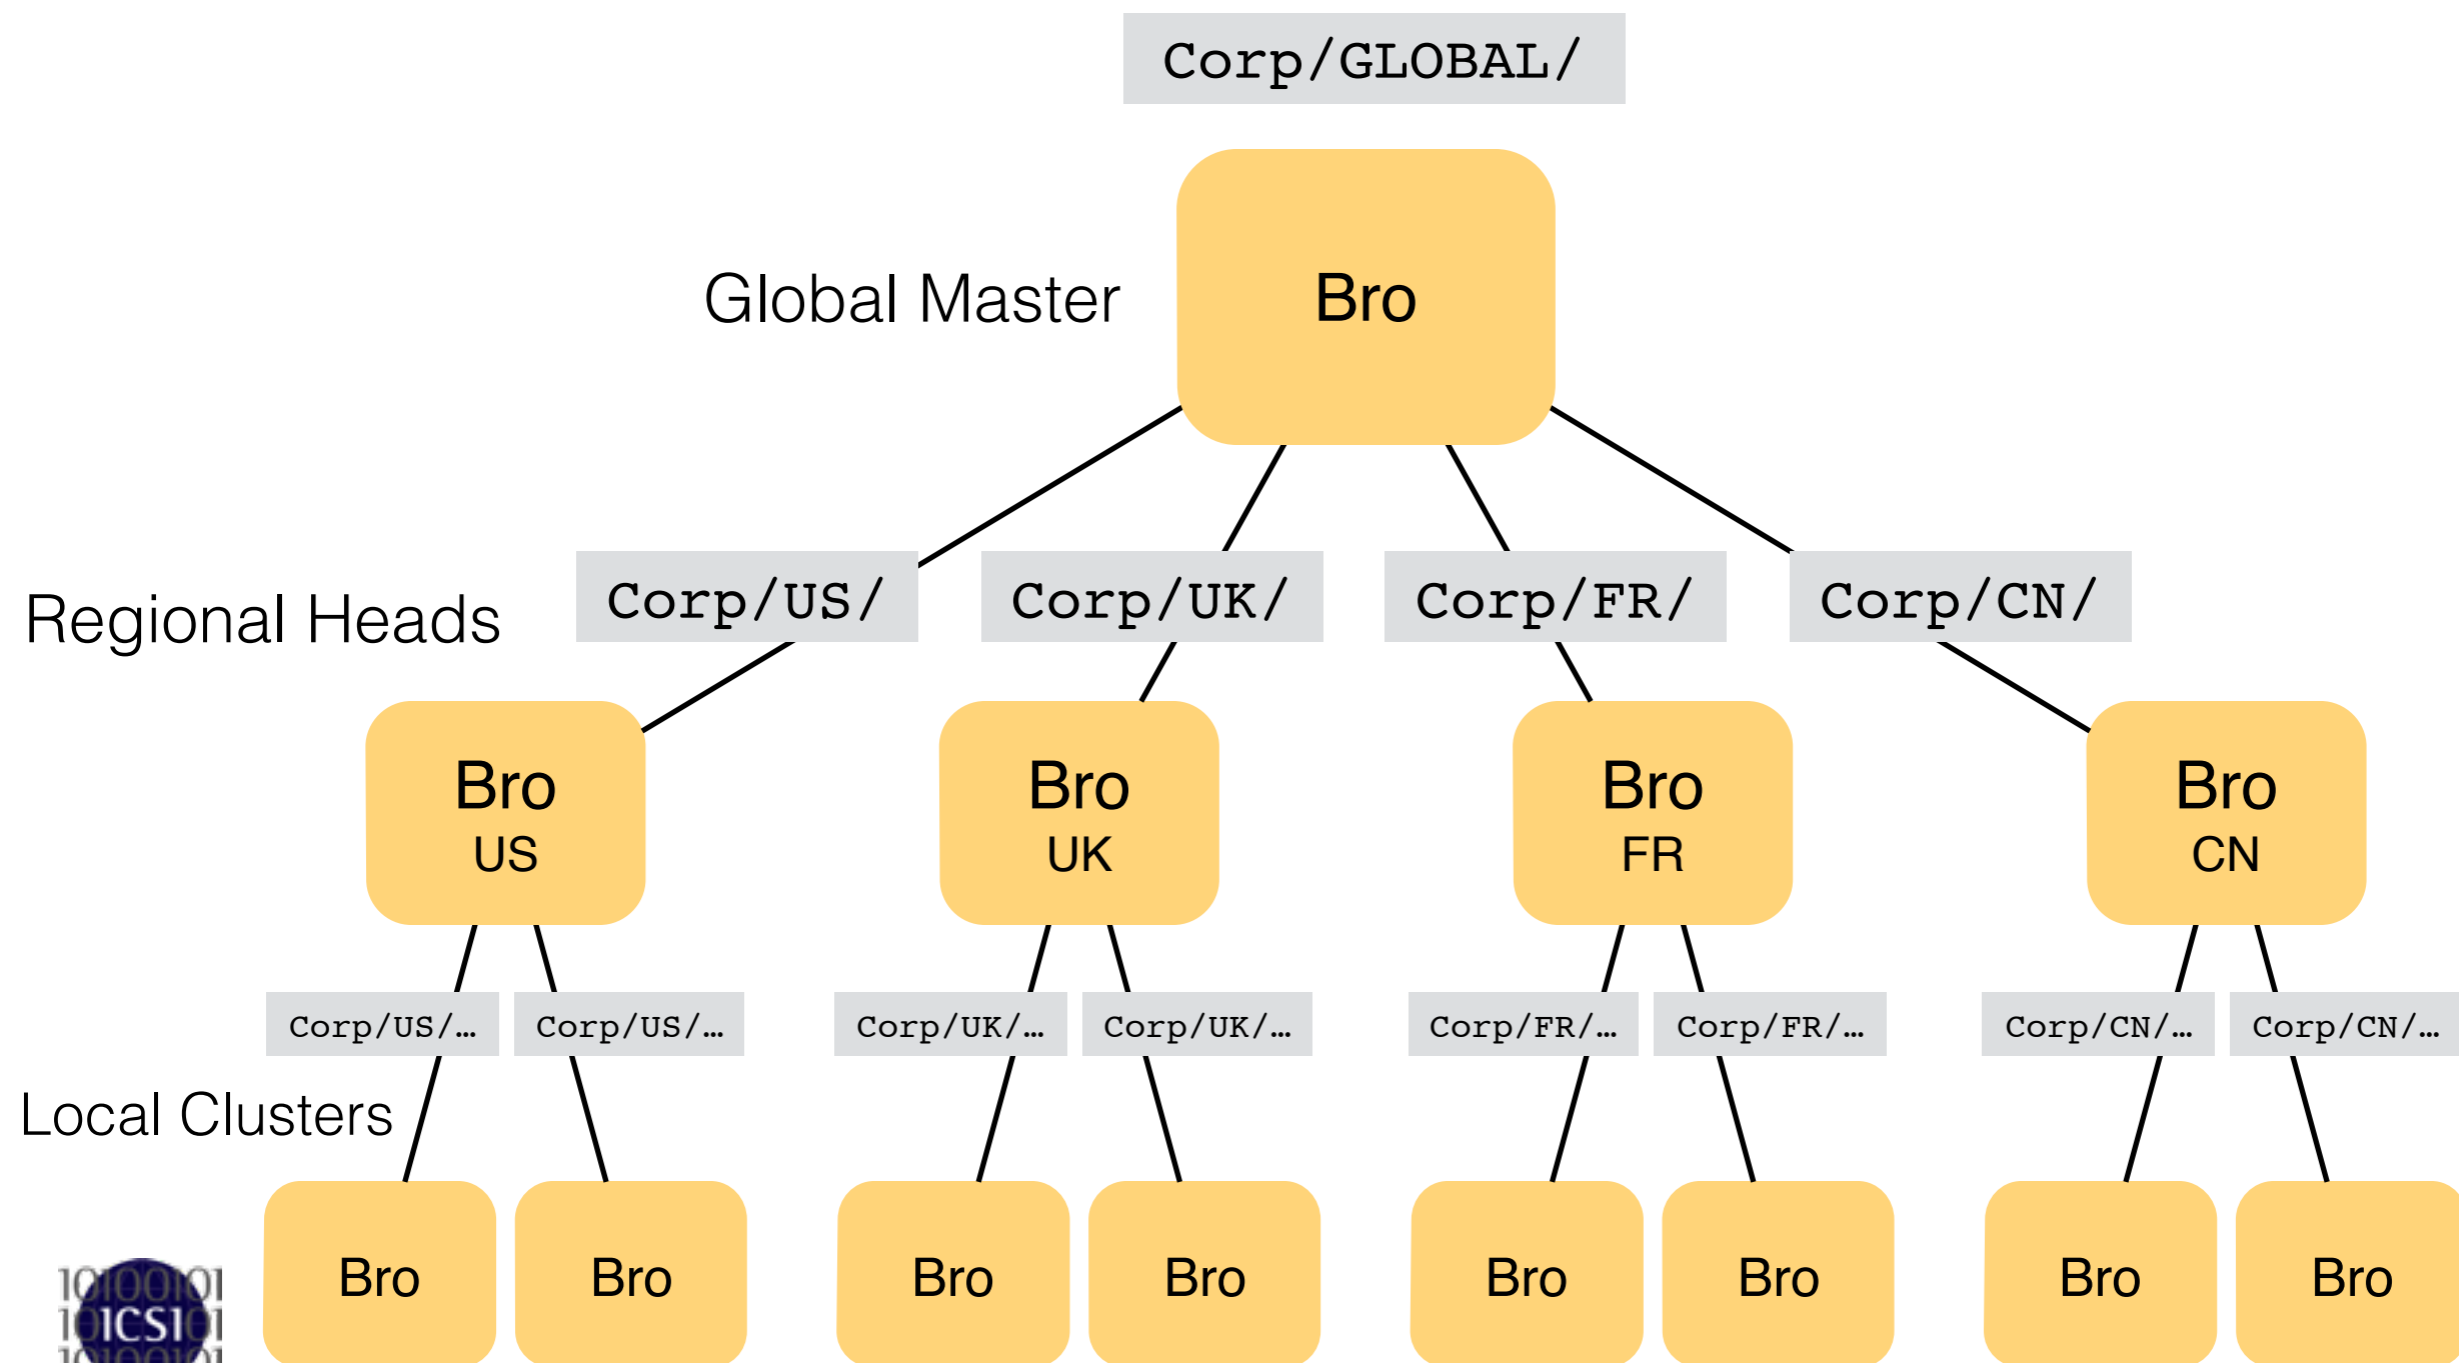 Corp/GLOBAL/
Global Master
Bro
Regional Heads
Corp/US/
Corp/UK/
Corp/FR/
Corp/CN/
Bro
US
Bro
UK
Bro
FR
Bro
CN
Corp/US/…
Corp/US/…
Corp/UK/…
Corp/UK/…
Corp/FR/…
Corp/FR/…
Corp/CN/…
Corp/CN/…
Local Clusters
Bro
Bro
Bro
Bro
Bro
Bro
Bro
Bro
10100101
ICSI